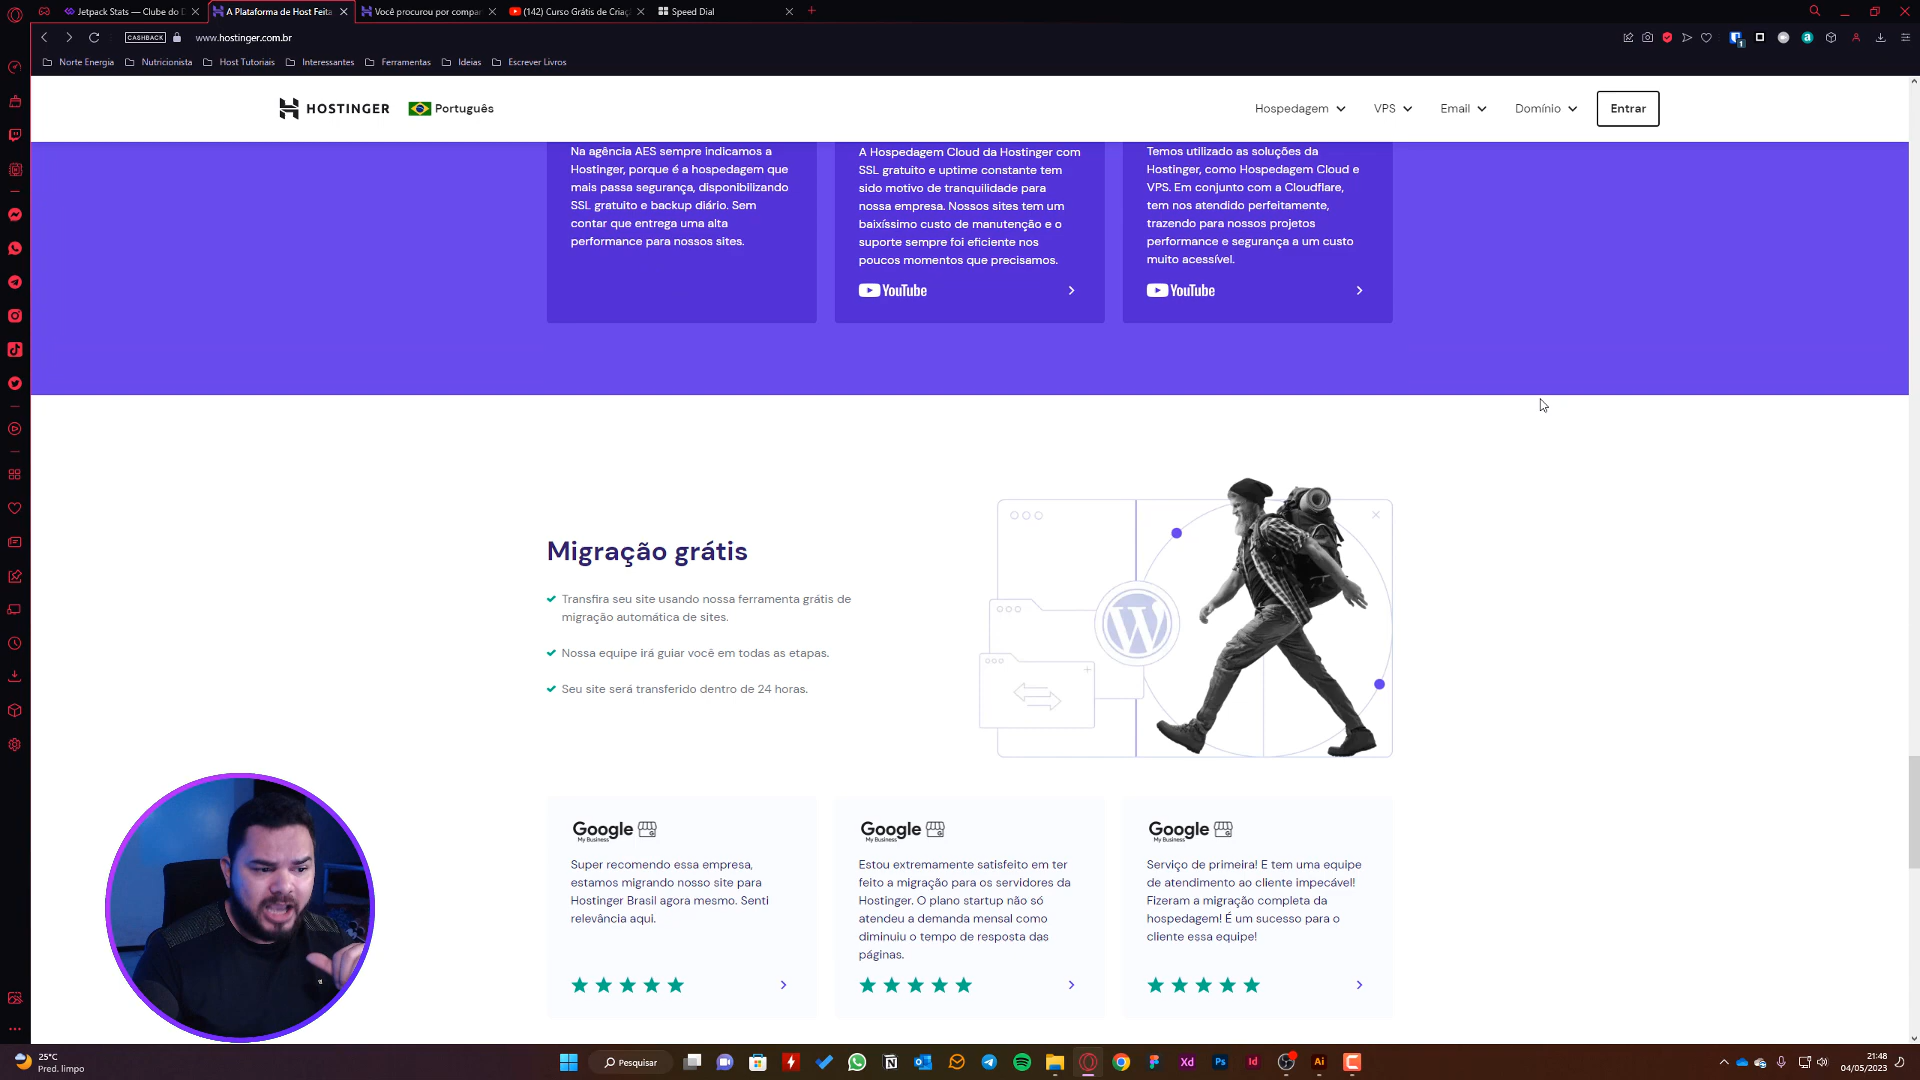 Jetpack Stats — Clube do D
A Plataforma de Host Feita
Você procurou por compar
(142) Curso Grátis de Criaç
Speed Dial
CASHBACK
www.hostinger.com.br
Norte Energia
Nutricionista
Host Tutoriais
Interessantes
Ferramentas
Ideias
Escrever Livros
HOSTINGER
Português
Hospedagem
VPS
Email
Domínio
Entrar
Na agência AES sempre indicamos a
Hostinger, porque é a hospedagem que
mais passa segurança, disponibilizando
SSL gratuito e backup diário. Sem
contar que entrega uma alta
performance para nossos sites.
A Hospedagem Cloud da Hostinger com
SSL gratuito e uptime constante tem
sido motivo de tranquilidade para
nossa empresa. Nossos sites tem um
baixíssimo custo de manutenção e o
suporte sempre foi eficiente nos
poucos momentos que precisamos.
YouTube
Temos utilizado as soluções da
Hostinger, como Hospedagem Cloud e
VPS. Em conjunto com a Cloudflare,
tem nos atendido perfeitamente,
trazendo para nossos projetos
performance e segurança a um custo
muito acessível.
YouTube
Migração grátis
Transfira seu site usando nossa ferramenta grátis de
migração automática de sites.
Nossa equipe irá guiar você em todas as etapas.
Seu site será transferido dentro de 24 horas.
Google
My Business
Super recomendo essa empresa,
estamos migrando nosso site para
Hostinger Brasil agora mesmo. Senti
relevância aqui.
Google
My Business
Estou extremamente satisfeito em ter
feito a migração para os servidores da
Hostinger. O plano startup não só
atendeu a demanda mensal como
diminuiu o tempo de resposta das
páginas.
Google
My Business
Serviço de primeira! E tem uma equipe
de atendimento ao cliente impecável!
Fizeram a migração completa da
hospedagem! É um sucesso para o
cliente essa equipe!
25°C
Pred. limpo
Pesquisar
Xd
Ps
Id
Ai
21:48
04/05/2023